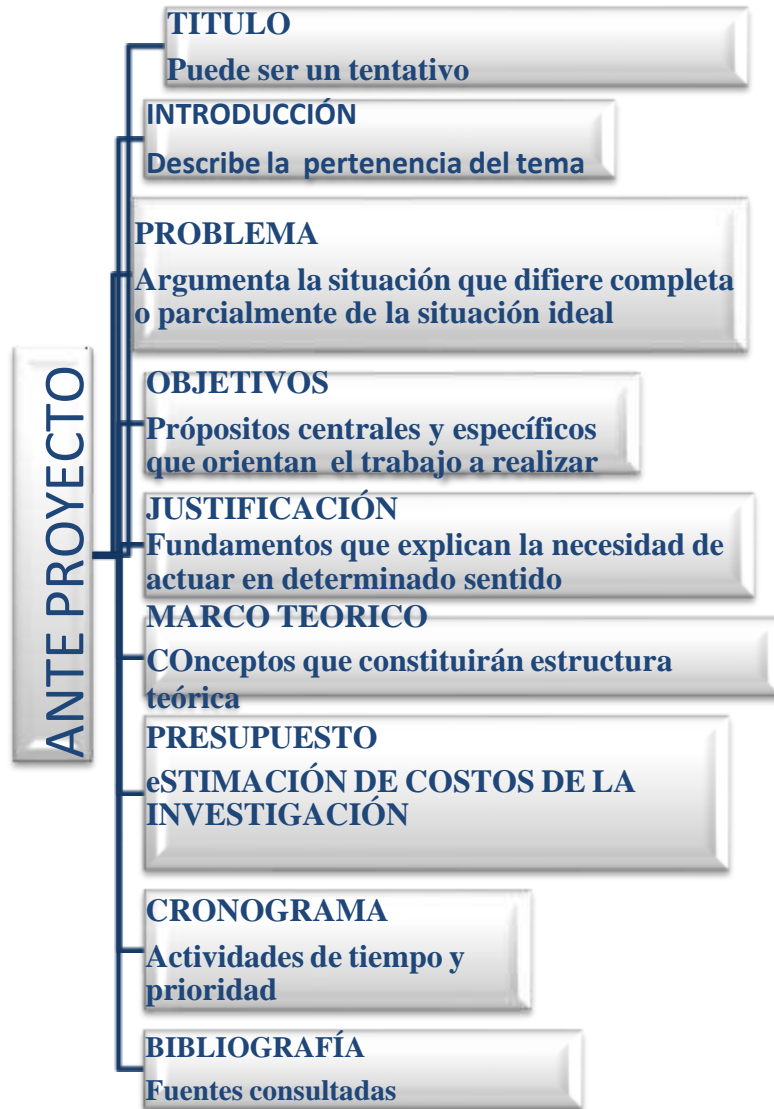 TITULO
Puede ser un tentativo
INTRODUCCIÓN
Describe la pertenencia del tema
PROBLEMA
Argumenta la situación que difiere completa
o parcialmente de la situación ideal
ANTE PROYECTO
OBJETIVOS
Própositos centrales y específicos
que orientan el trabajo a realizar
JUSTIFICACIÓN
Fundamentos que explican la necesidad de
actuar en determinado sentido
MARCO TEORICO
COnceptos que constituirán estructura
teórica
PRESUPUESTO
eSTIMACIÓN DE COSTOS DE LA
INVESTIGACIÓN
CRONOGRAMA
Actividades de tiempo y
prioridad
BIBLIOGRAFÍA
Fuentes consultadas